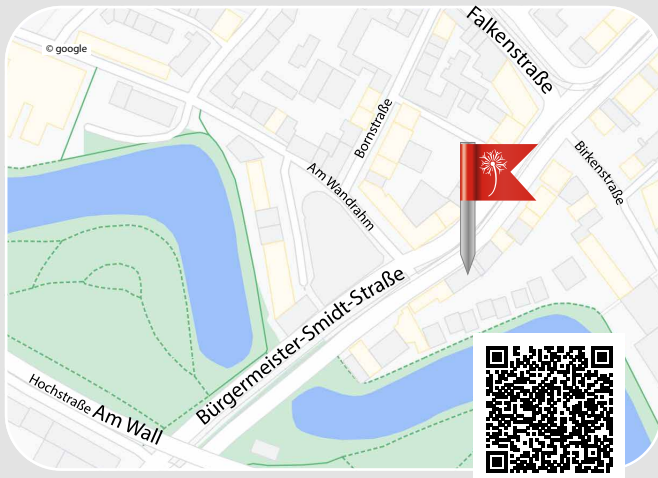 Falkenstraße
© google
Bornstraße
Birkenstraße
Am Wandrahm
Bürgermeister-Smidt-Straße
Hochstraße
Am Wall